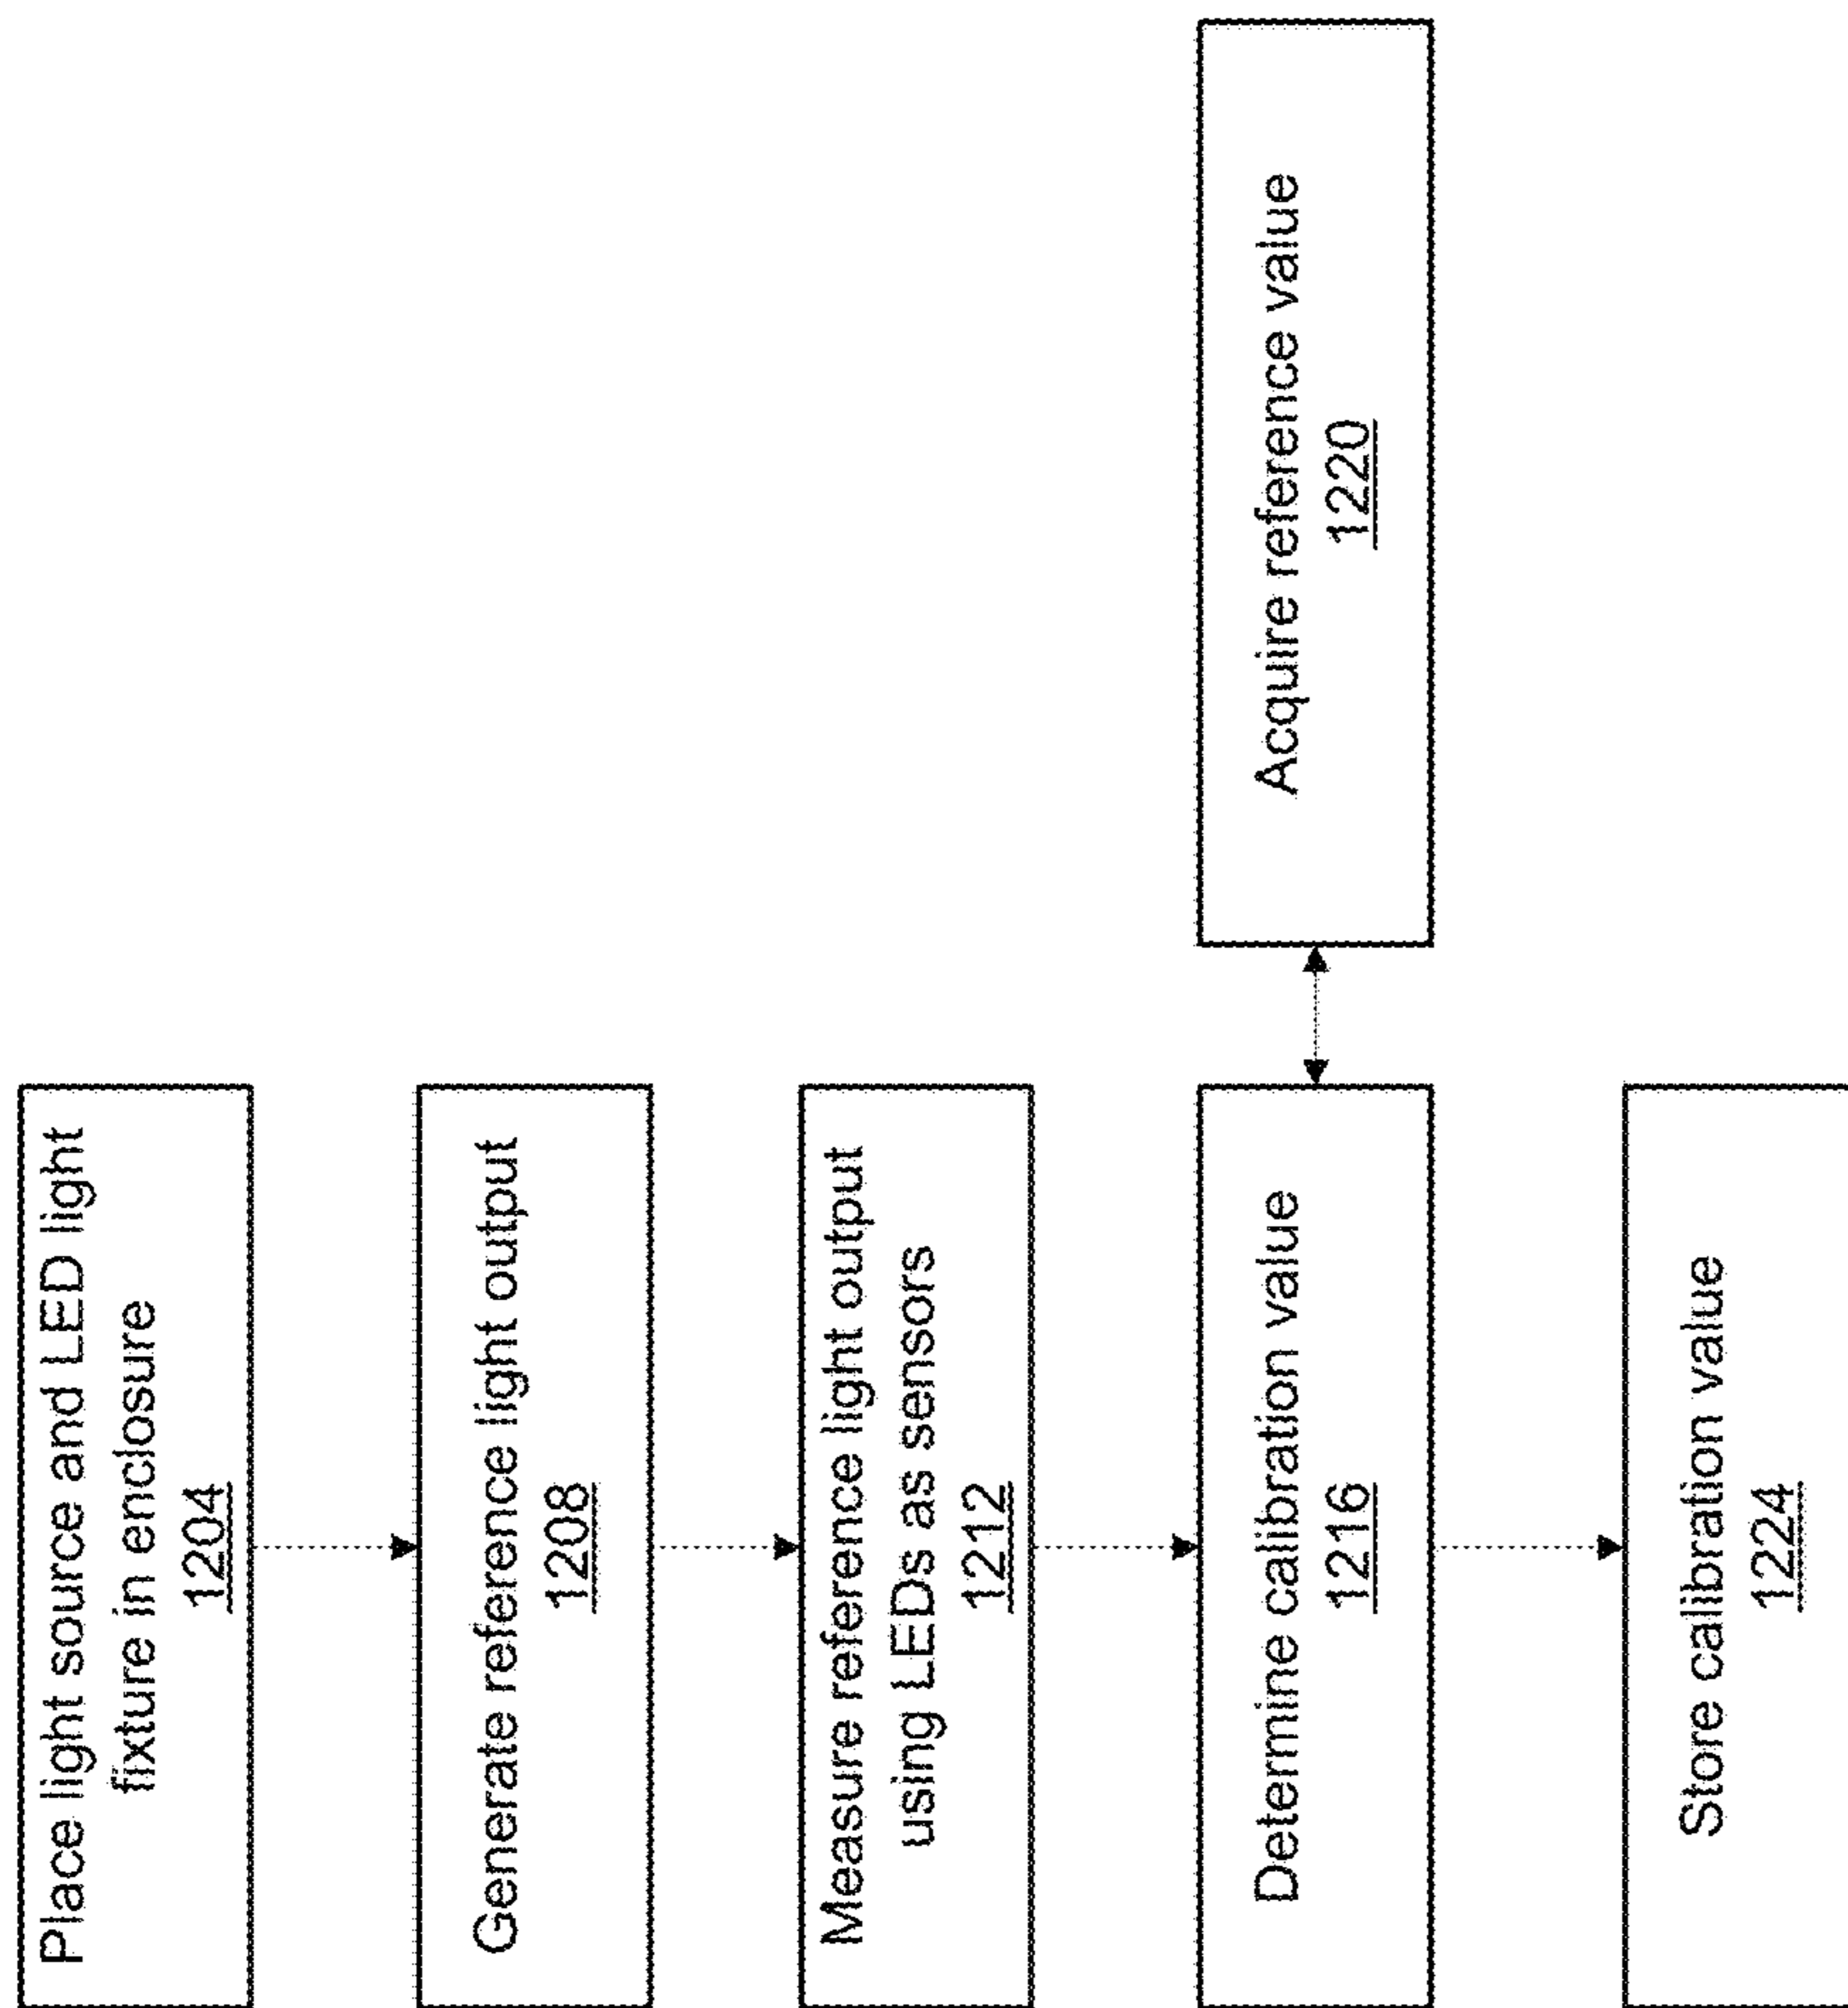 Place light source and LED light
fixture in enclosure
1204
Generate reference light output
1208
Measure reference light output
using LEDs as sensors
1212
Determine calibration value
1216
Acquire reference value
1220
Store calibration value
1224